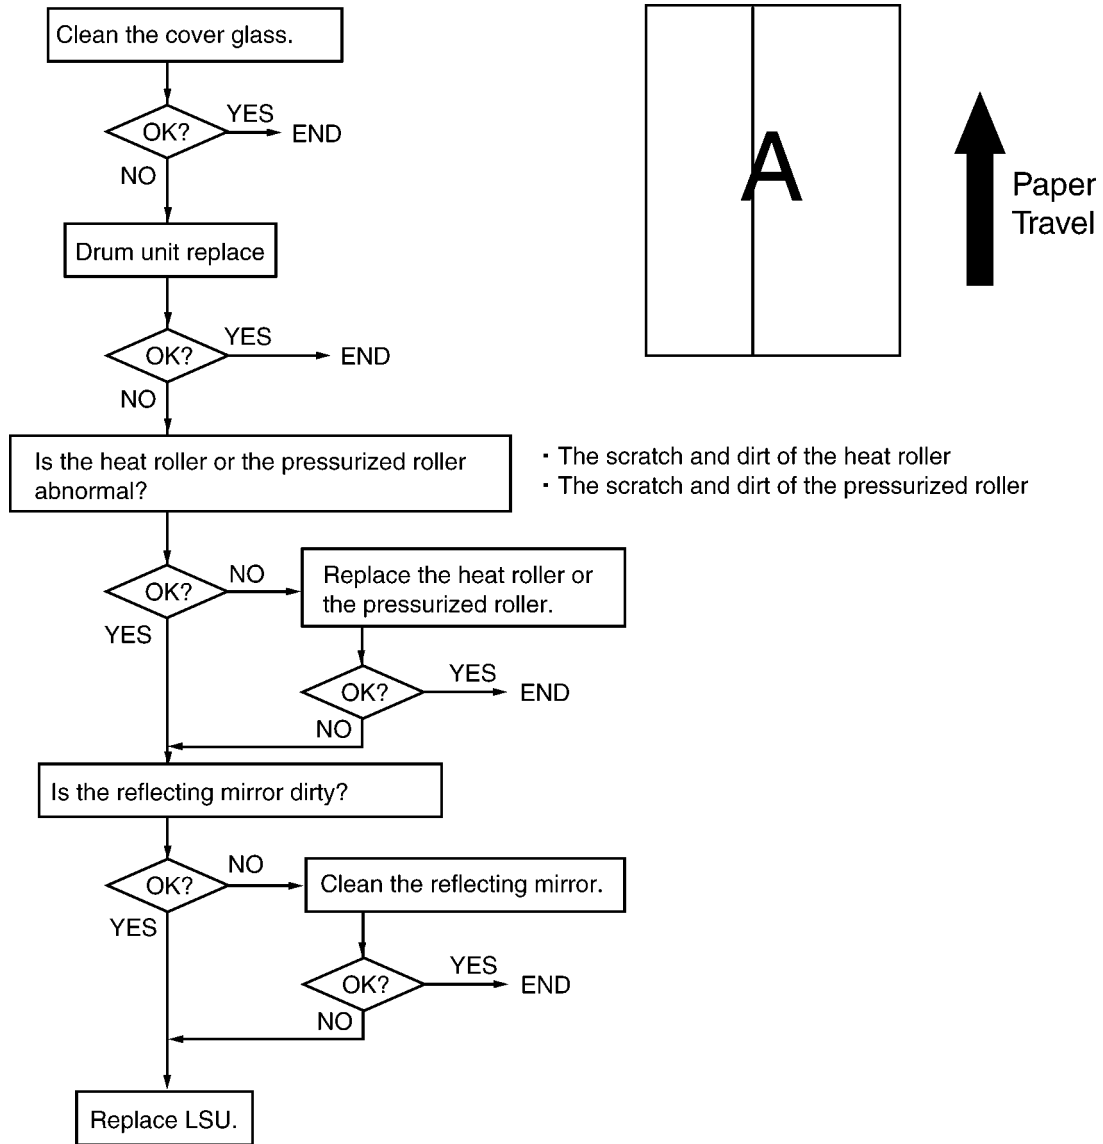 Clean the cover glass.
OK?
YES
END
NO
Drum unit replace
OK?
YES
END
NO
Is the heat roller or the pressurized roller
abnormal?
OK?
NO
YES
Replace the heat roller or
the pressurized roller.
OK?
YES
END
NO
Is the reflecting mirror dirty?
OK?
NO
YES
Clean the reflecting mirror.
OK?
YES
END
NO
Replace LSU.
A
Paper
Travel
・The scratch and dirt of the heat roller
・The scratch and dirt of the pressurized roller